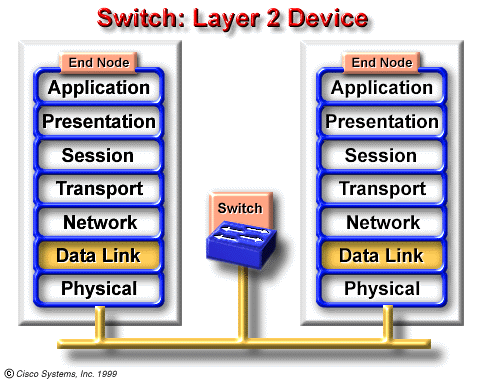 Switch: Layer 2 Device
End Node
Application
Presentation
Session
Transport
Network
Data Link
Physical
Switch
End Node
Application
Presentation
Session
Transport
Network
Data Link
Physical
© Cisco Systems, Inc. 1999